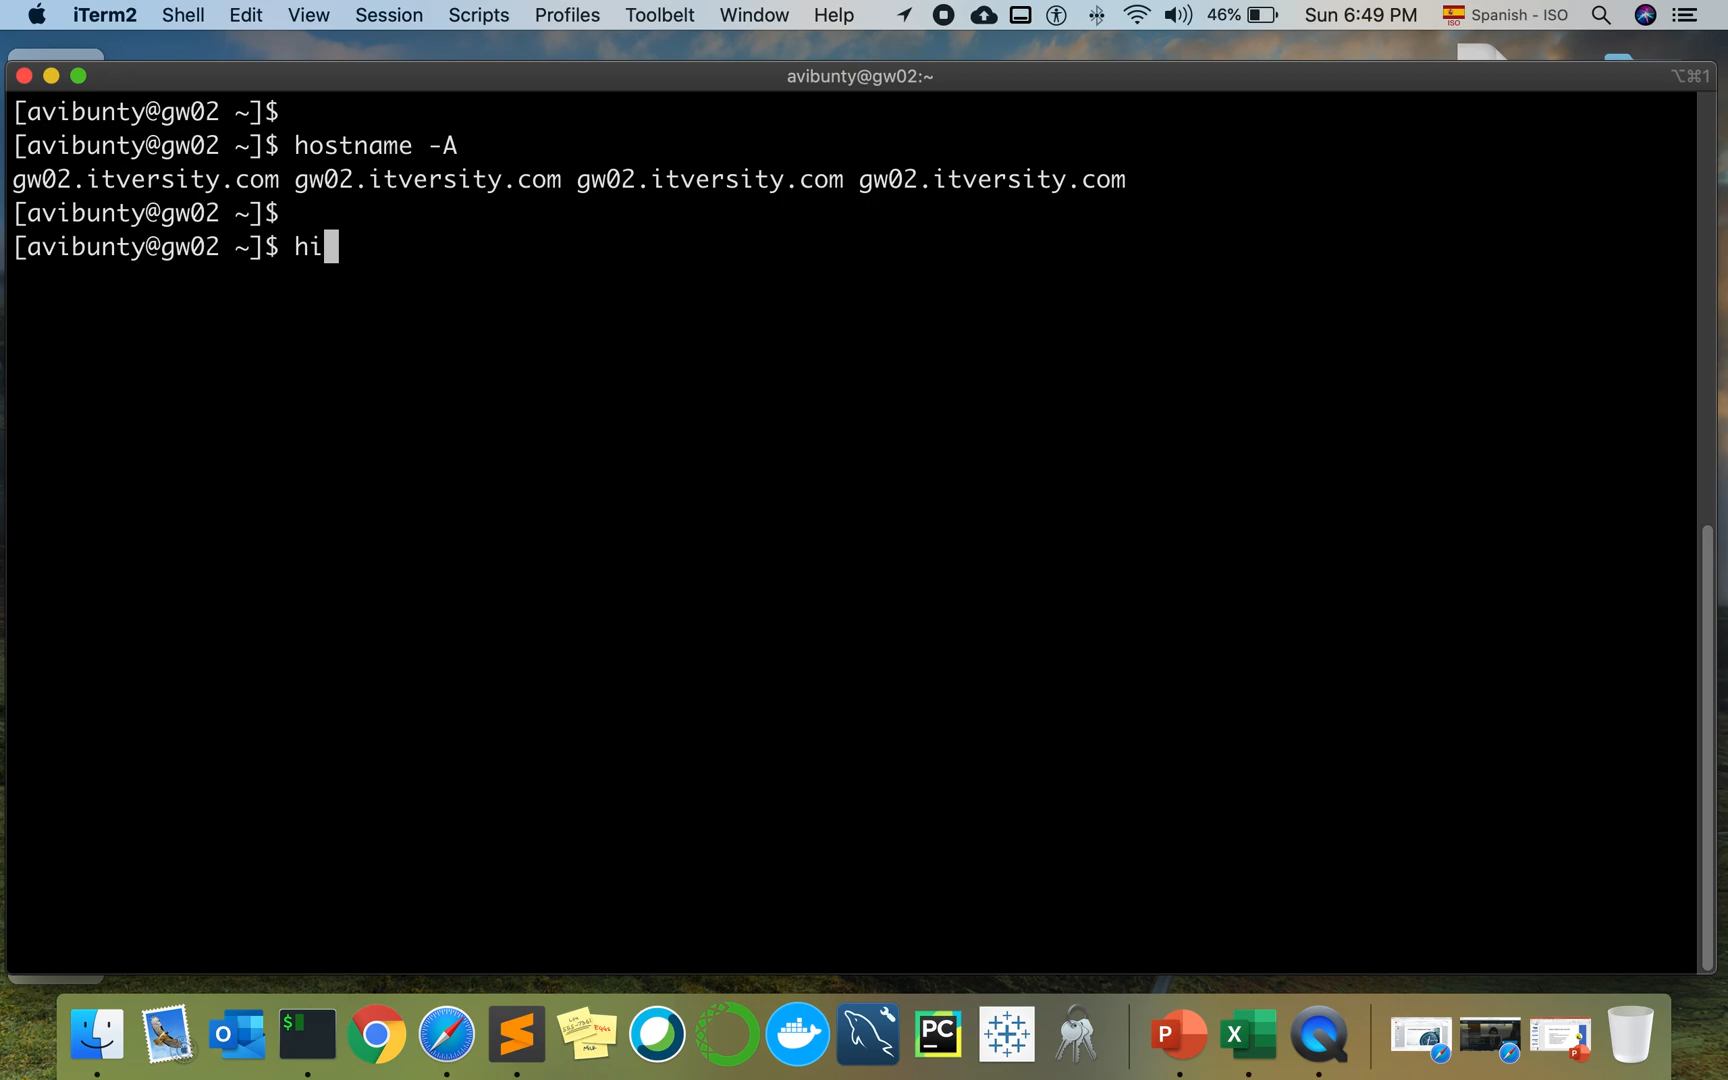 iTerm2 Shell Edit View Session Scripts Profiles Toolbelt Window Help 46% Sun 6:49 PM ISO Spanish - ISO
avibunty@gw02:~ ⌥⌘1
[avibunty@gw02 ~]$
[avibunty@gw02 ~]$ hostname -A
gw02.itversity.com gw02.itversity.com gw02.itversity.com gw02.itversity.com
[avibunty@gw02 ~]$
[avibunty@gw02 ~]$ hi